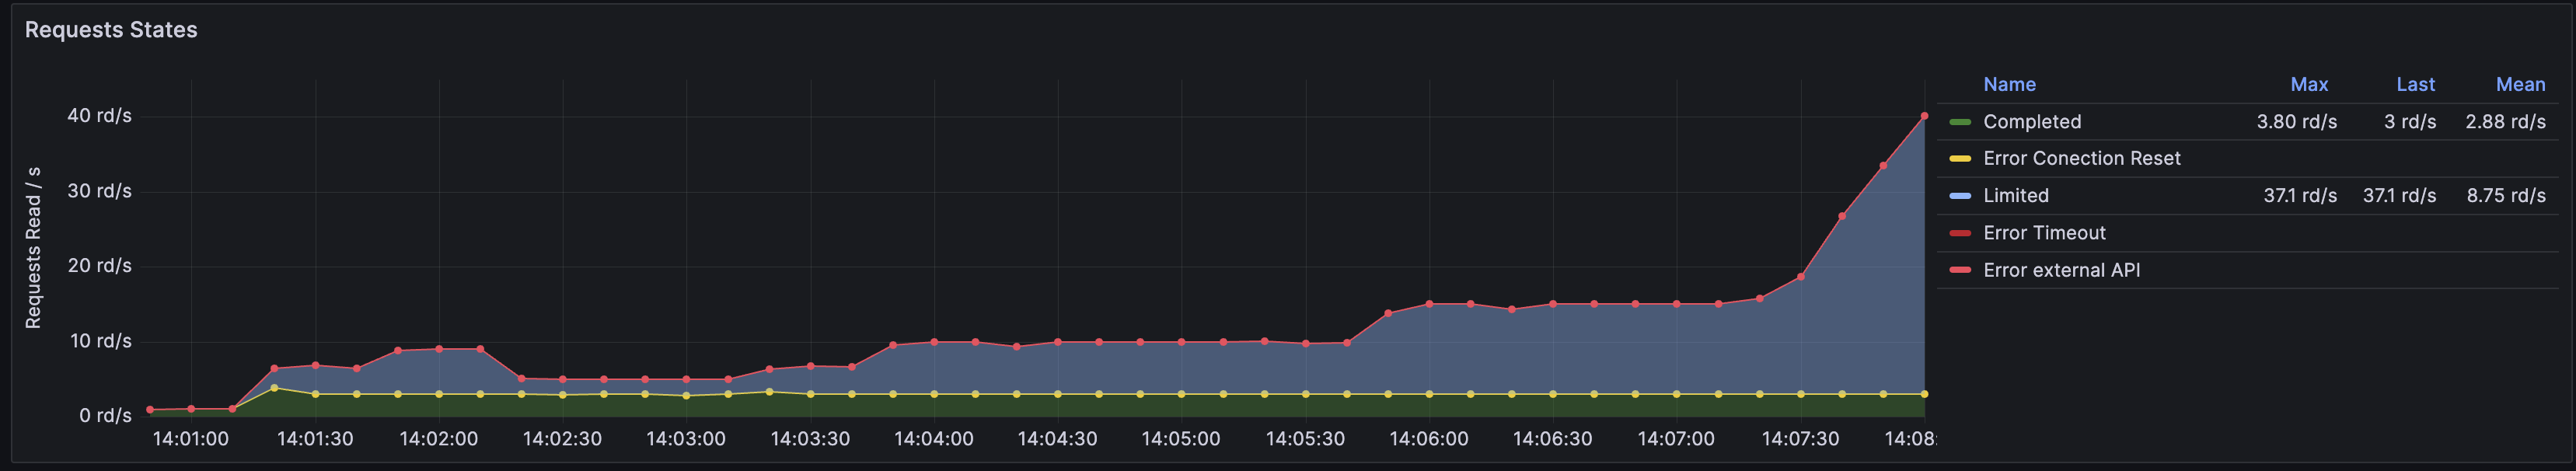 Requests States
Name Max Last Mean
40 rd/s
Completed 3.80 rd/s 3 rd/s 2.88 rd/s
Error Conection Reset
30 rd/s
Limited 37.1 rd/s 37.1 rd/s 8.75 rd/s
Error Timeout
20 rd/s
Error external API
10 rd/s
0 rd/s
Requests Read / s
14:01:00 14:01:30 14:02:00 14:02:30 14:03:00 14:03:30 14:04:00 14:04:30 14:05:00 14:05:30 14:06:00 14:06:30 14:07:00 14:07:30 14:08: